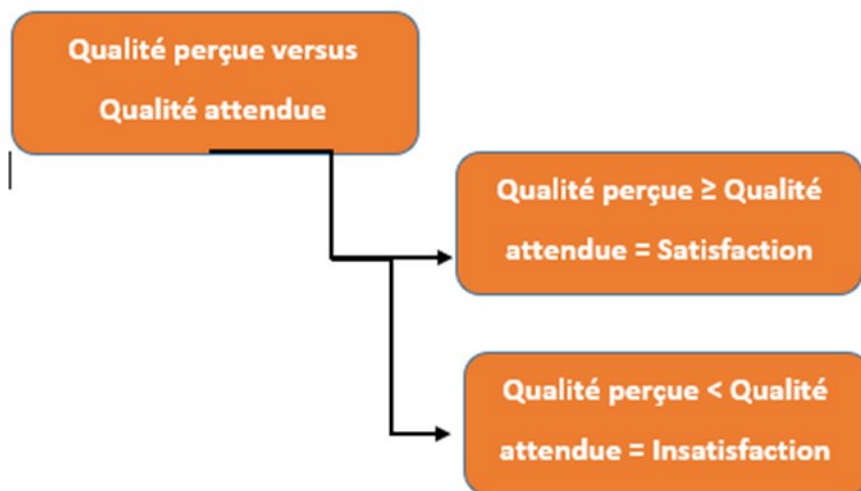 Qualité perçue versus
Qualité attendue
Qualité perçue ≥ Qualité
attendue = Satisfaction
Qualité perçue < Qualité
attendue = Insatisfaction